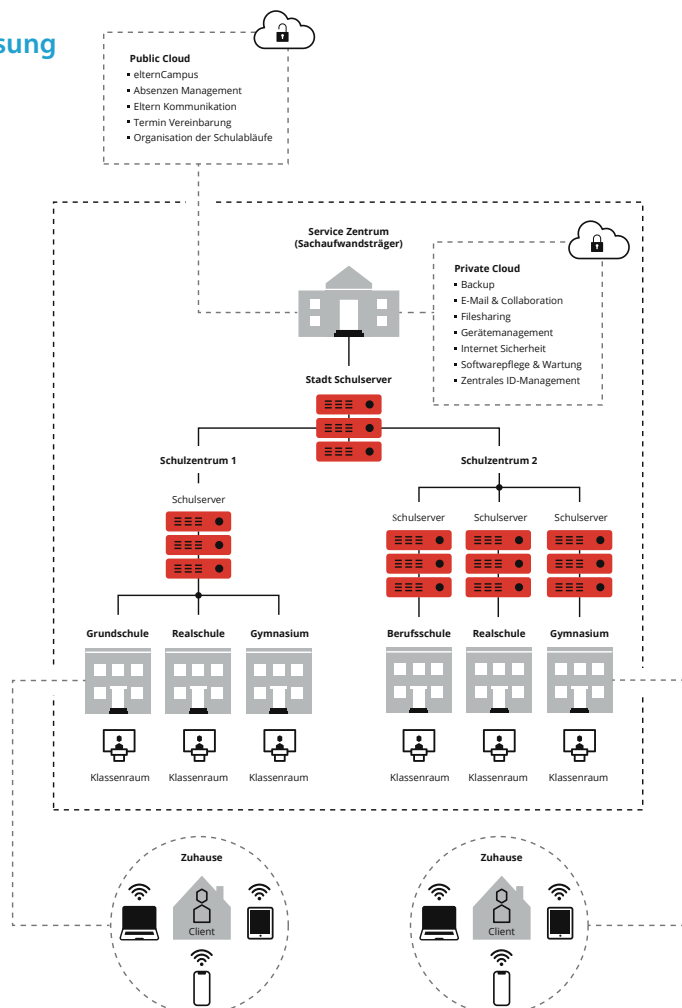 sung
Public Cloud
▪ elternCampus
▪ Absenzen Management
▪ Eltern Kommunikation
▪ Termin Vereinbarung
▪ Organisation der Schulabläufe
Service Zentrum
(Sachaufwandsträger)
Private Cloud
▪ Backup
▪ E-Mail & Collaboration
▪ Filesharing
▪ Gerätemanagement
▪ Internet Sicherheit
▪ Softwarepflege & Wartung
▪ Zentrales ID-Management
Stadt Schulserver
Schulzentrum 1
Schulzentrum 2
Schulserver
Schulserver
Schulserver
Schulserver
Grundschule
Realschule
Gymnasium
Berufsschule
Realschule
Gymnasium
Klassenraum
Klassenraum
Klassenraum
Klassenraum
Klassenraum
Klassenraum
Zuhause
Client
Zuhause
Client